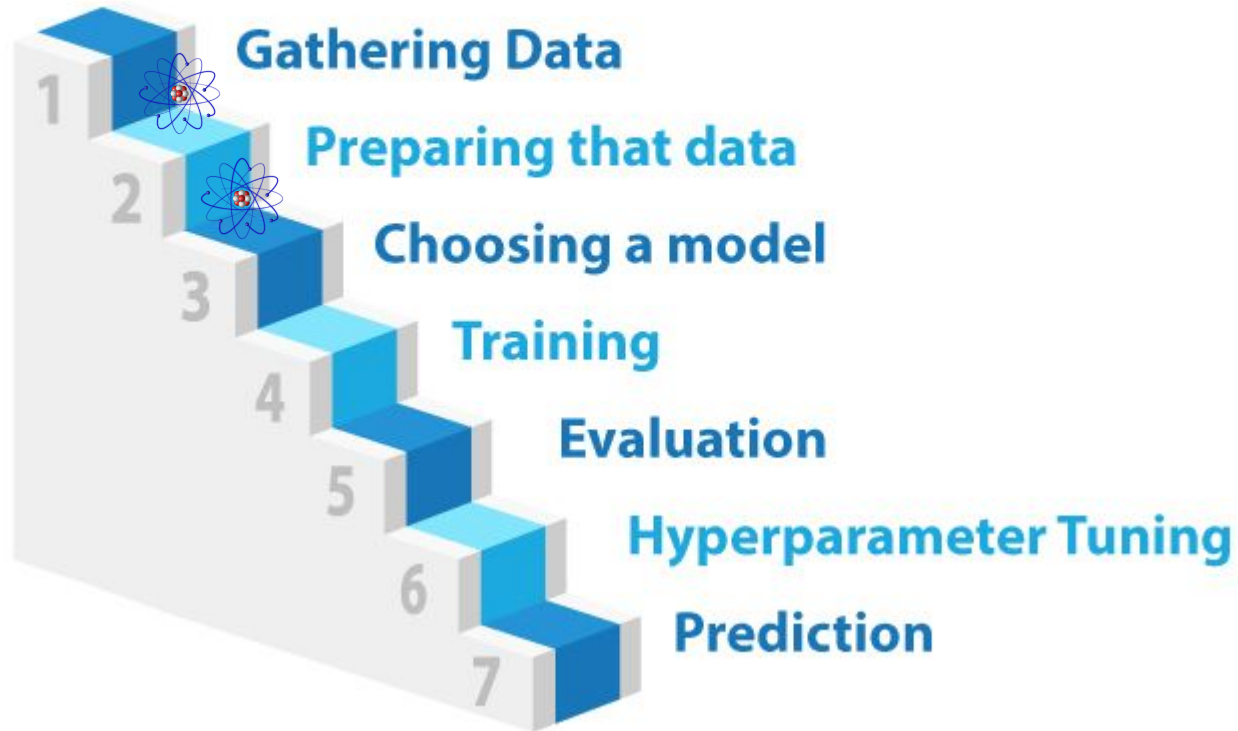 1 Gathering Data
2 Preparing that data
3 Choosing a model
4 Training
5 Evaluation
6 Hyperparameter Tuning
7 Prediction